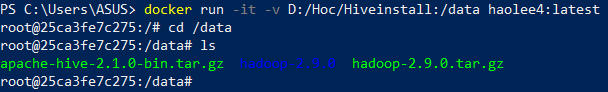 PS C:\Users\ASUS> docker run -it -v D:/Hoc/Hiveinstall:/data haolee4:latest
root@25ca3fe7c275:/# cd /data
root@25ca3fe7c275:/data# ls
apache-hive-2.1.0-bin.tar.gz hadoop-2.9.0 hadoop-2.9.0.tar.gz
root@25ca3fe7c275:/data#